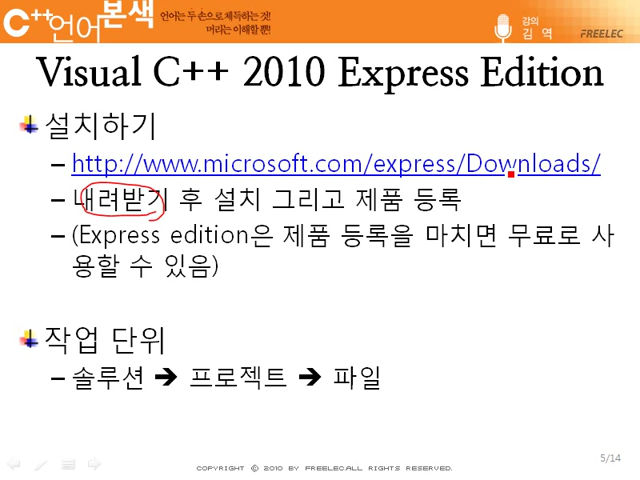 C++언어본색
언어는 두 손으로 체득하는 것!
머리는 이해할 뿐!
강의
김 역
FREELEC
Visual C++ 2010 Express Edition
설치하기
– http://www.microsoft.com/express/Downloads/
– 내려받기 후 설치 그리고 제품 등록
– (Express edition은 제품 등록을 마치면 무료로 사
용할 수 있음)
작업 단위
– 솔루션 ➔ 프로젝트 ➔ 파일
5/14
COPYRIGHT © 2010 BY FREELEC.ALL RIGHTS RESERVED.